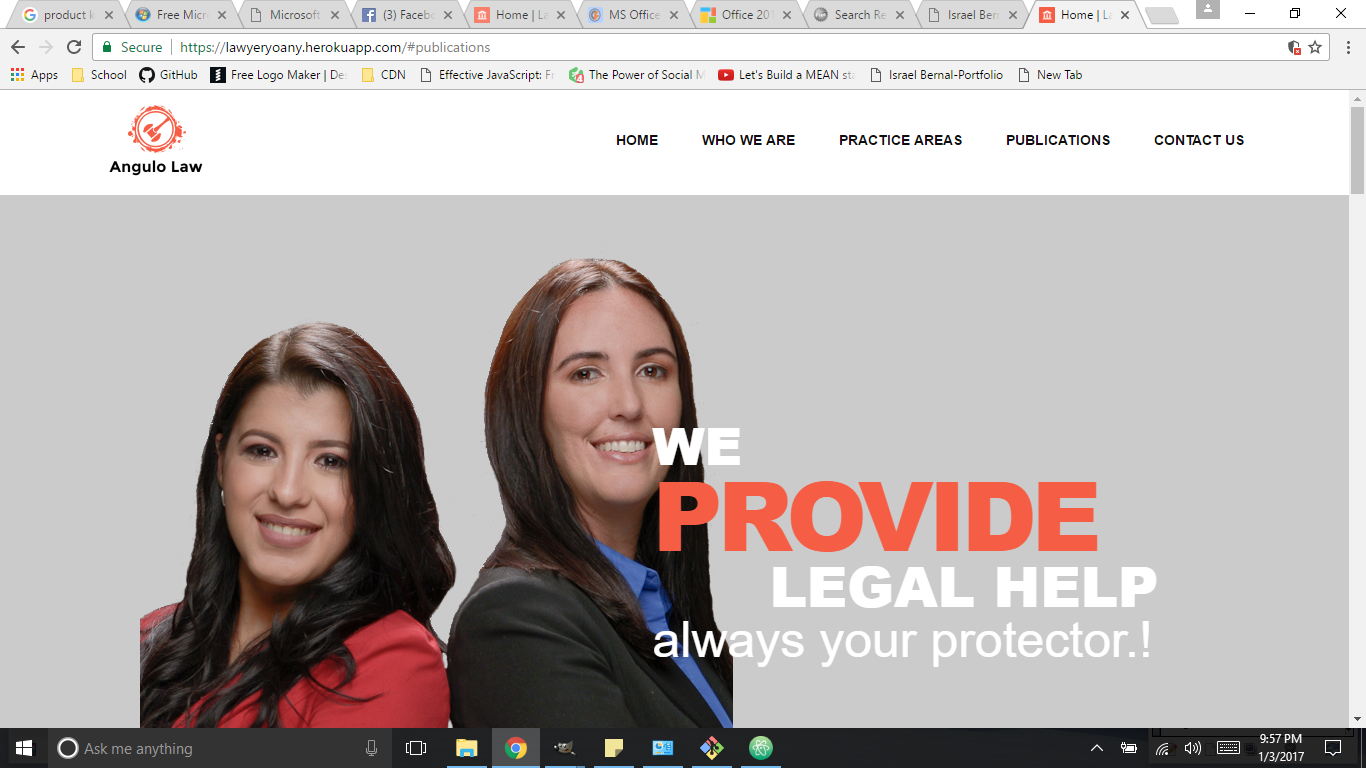 product k
Free Micr
Microsoft
(3) Facebo
Home | La
MS Office
Office 201
Search Re
Israel Bern
Home | La
Secure https://lawyeryoany.herokuapp.com/#publications
Apps School GitHub Free Logo Maker | De CDN Effective JavaScript: Fr The Power of Social M Let's Build a MEAN sta Israel Bernal-Portfolio New Tab
Angulo Law
HOME WHO WE ARE PRACTICE AREAS PUBLICATIONS CONTACT US
WE
PROVIDE
LEGAL HELP
always your protector.!
Ask me anything
9:57 PM
1/3/2017